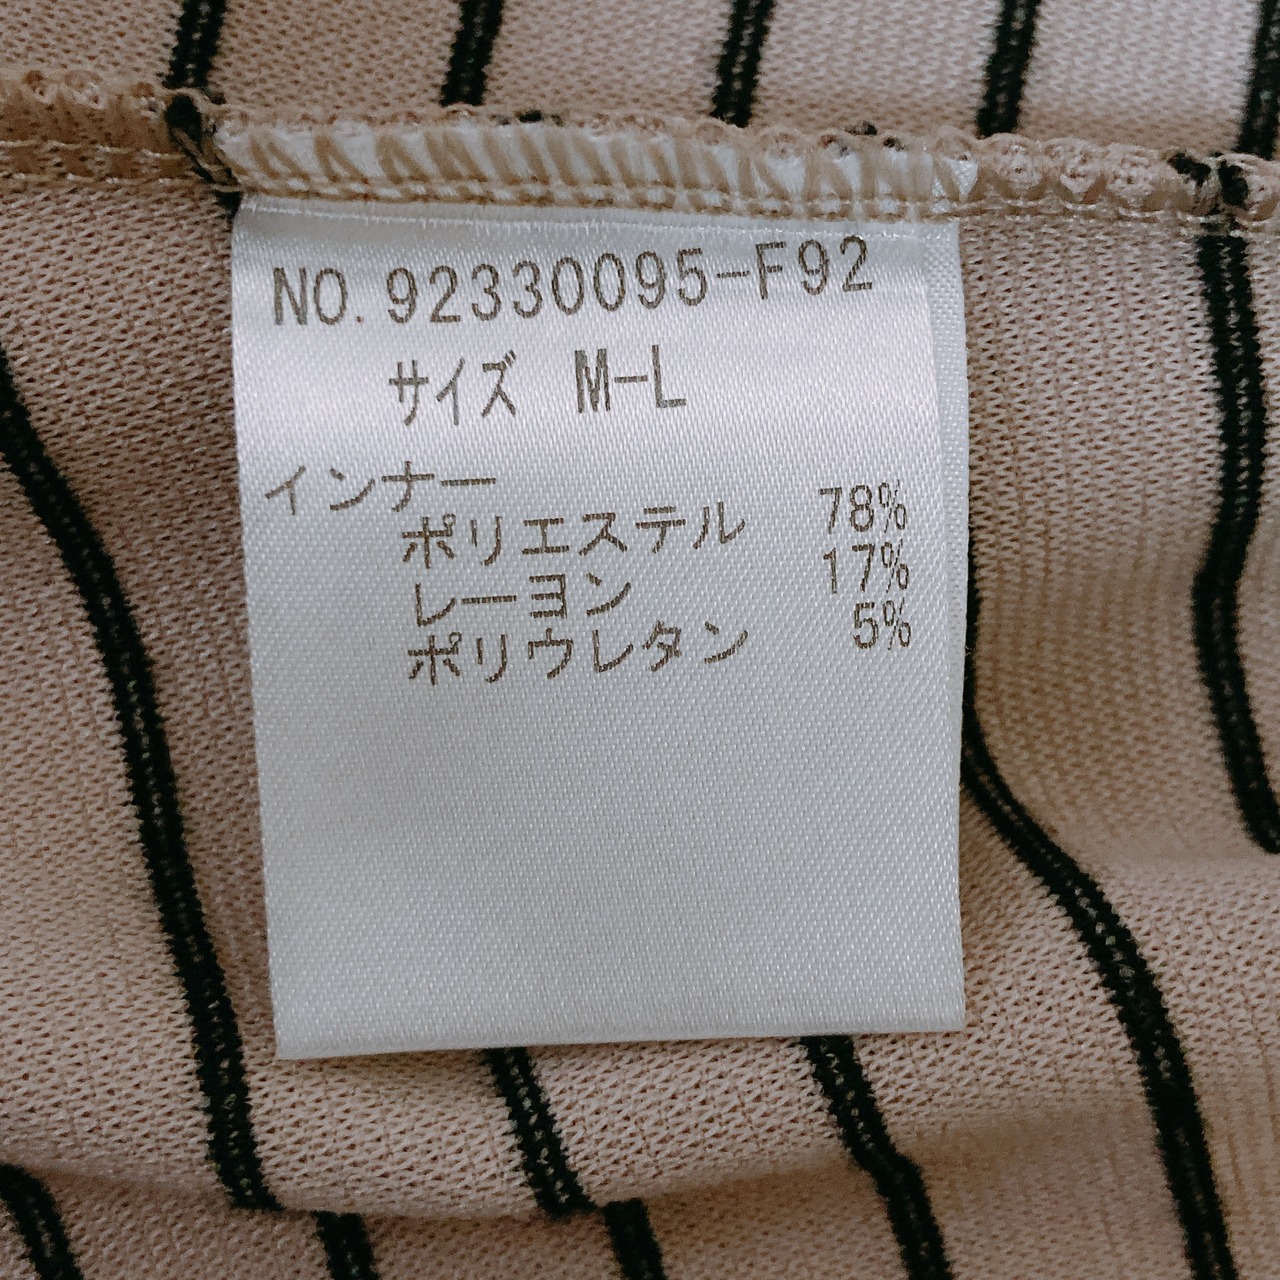 NO. 92330095-F92
サイズ M-L
インナー
ポリエステル 78%
レーヨン 17%
ポリウレタン 5%